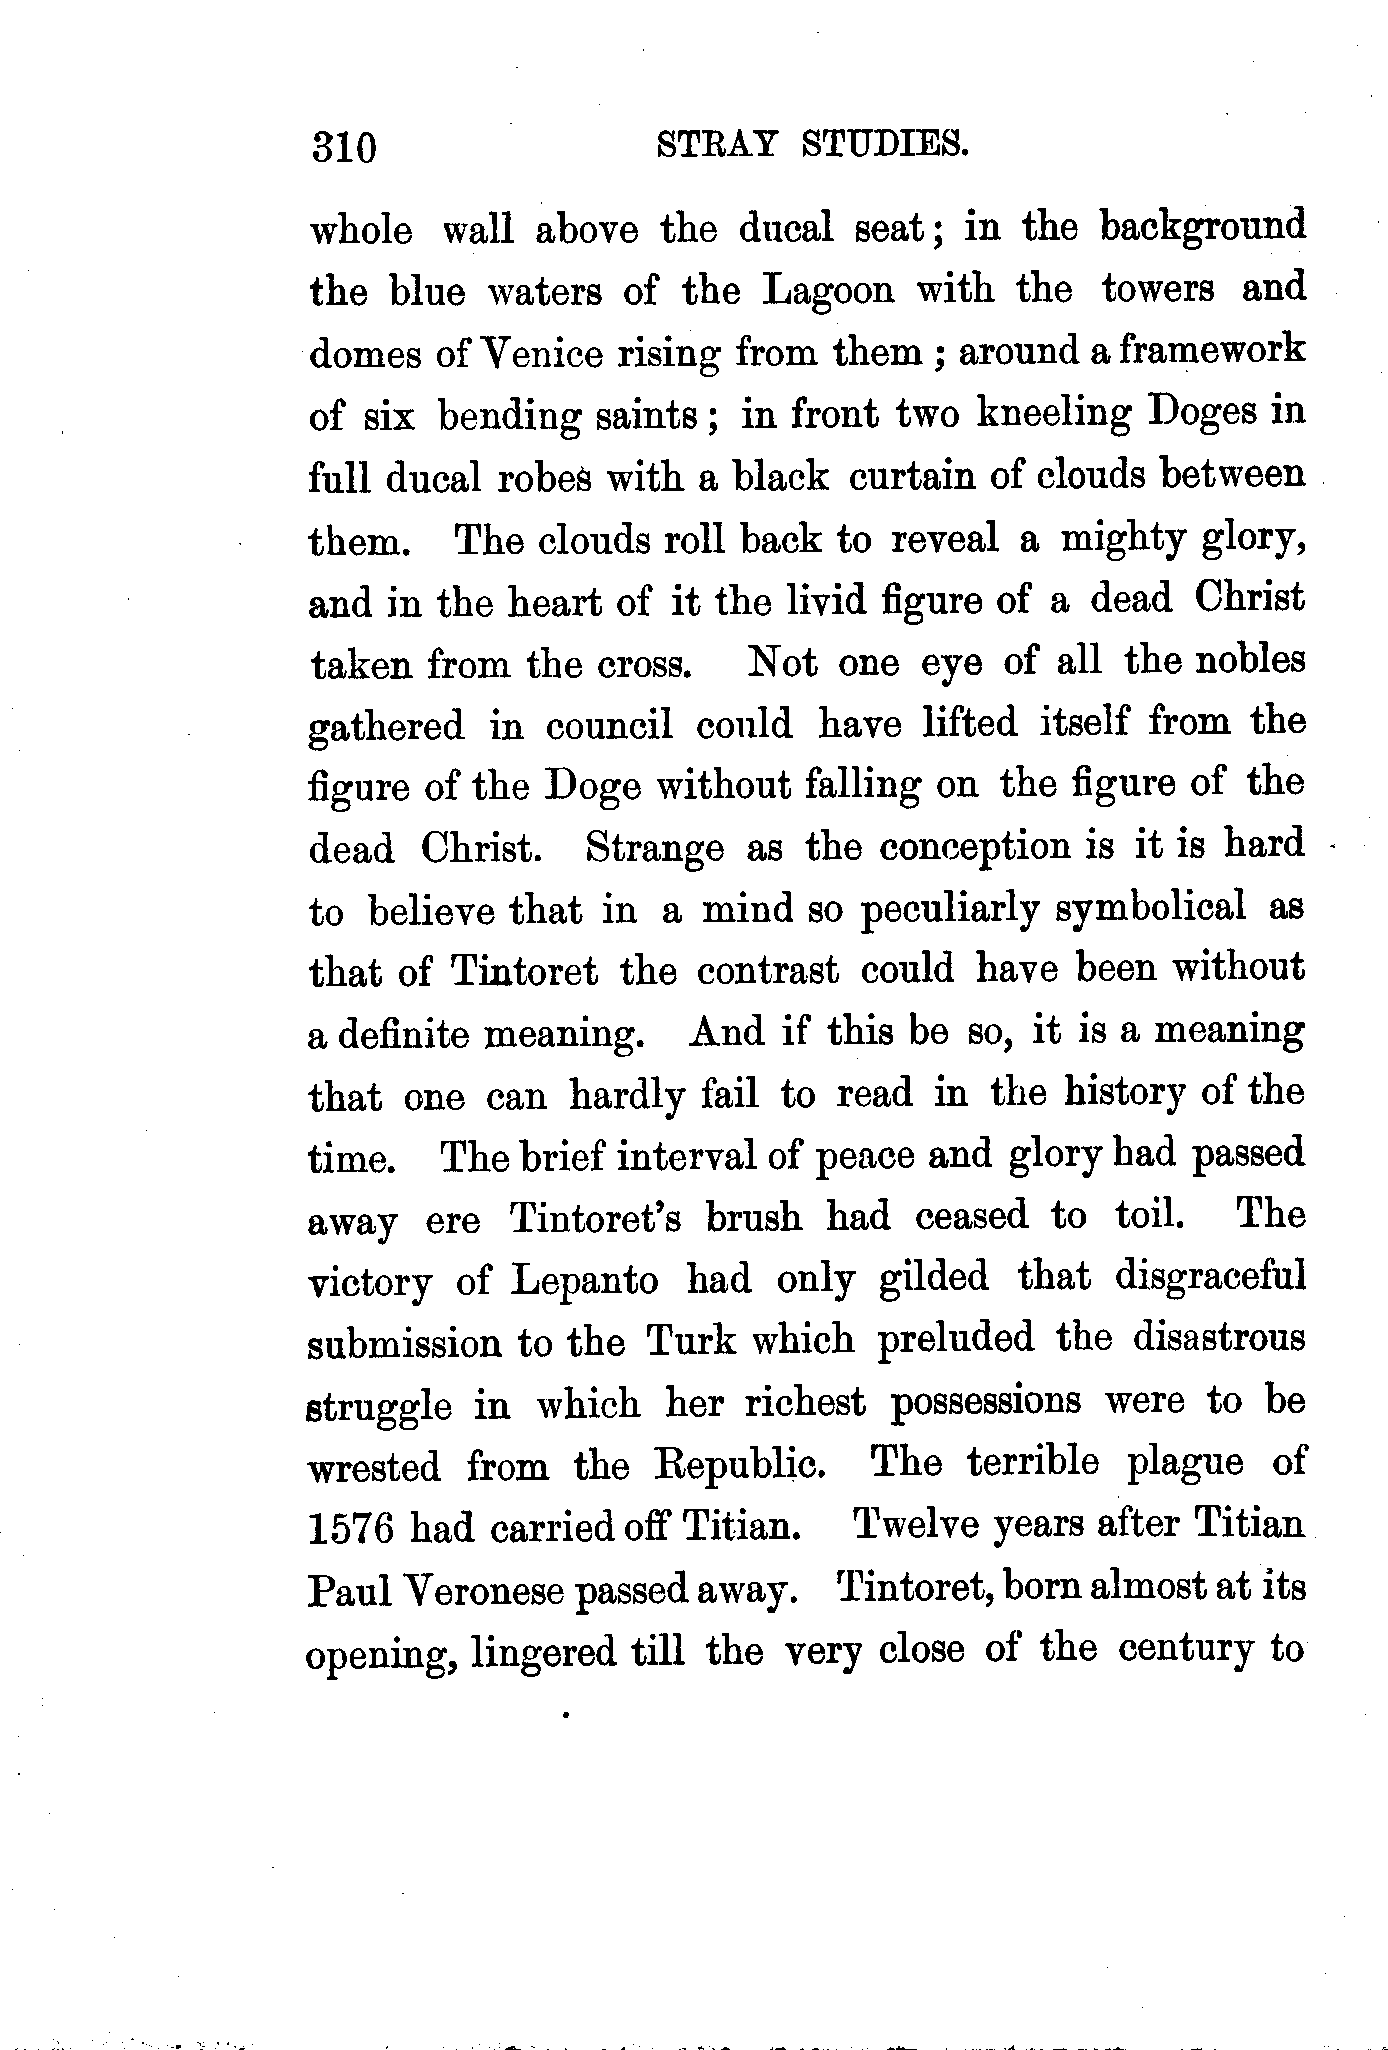 310 STRAY STUDIES.
whole wall above the ducal seat; in the background
the blue waters of the Lagoon with the towers and
domes of Venice rising from them; around a framework
of six bending saints; in front two kneeling Doges in
full ducal robes with a black curtain of clouds between
them. The clouds roll back to reveal a mighty glory,
and in the heart of it the livid figure of a dead Christ
taken from the cross. Not one eye of all the nobles
gathered in council could have lifted itself from the
figure of the Doge without falling on the figure of the
dead Christ. Strange as the conception is it is hard
to believe that in a mind so peculiarly symbolical as
that of Tintoret the contrast could have been without
a definite meaning. And if this be so, it is a meaning
that one can hardly fail to read in the history of the
time. The brief interval of peace and glory had passed
away ere Tintoret's brush had ceased to toil. The
victory of Lepanto had only gilded that disgraceful
submission to the Turk which preluded the disastrous
struggle in which her richest possessions were to be
wrested from the Republic. The terrible plague of
1576 had carried off Titian. Twelve years after Titian
Paul Veronese passed away. Tintoret, born almost at its
opening, lingered till the very close of the century to